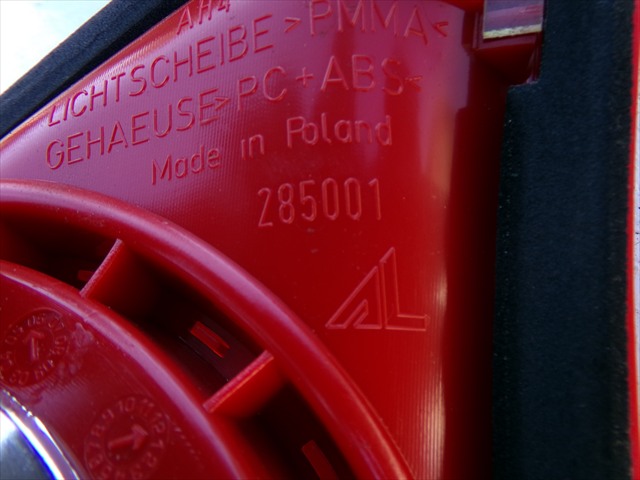 AH4
LICHTSCHEIBE >PMMA<
GEHAEUSE>PC+ABS<
Made in Poland
285001
AL